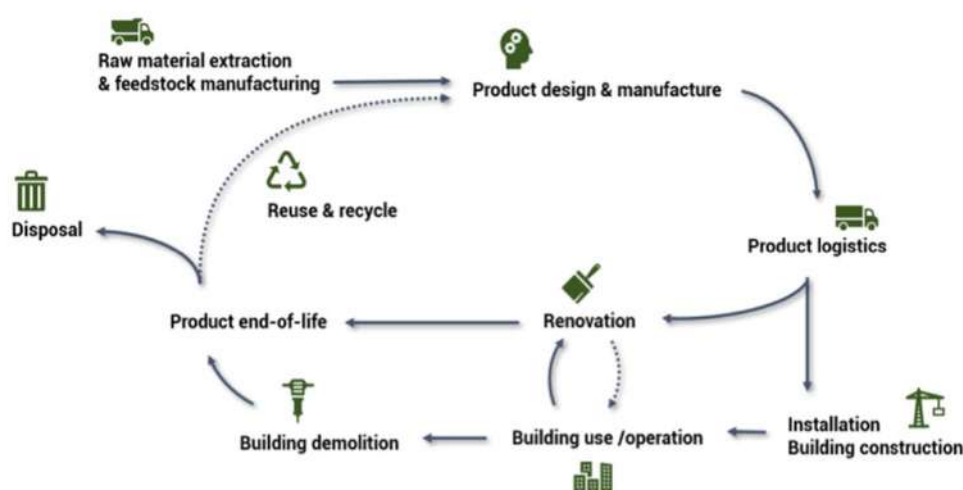 Raw material extraction
& feedstock manufacturing
Product design & manufacture
Reuse & recycle
Disposal
Product logistics
Product end-of-life
Renovation
Building demolition
Building use /operation
Installation
Building construction